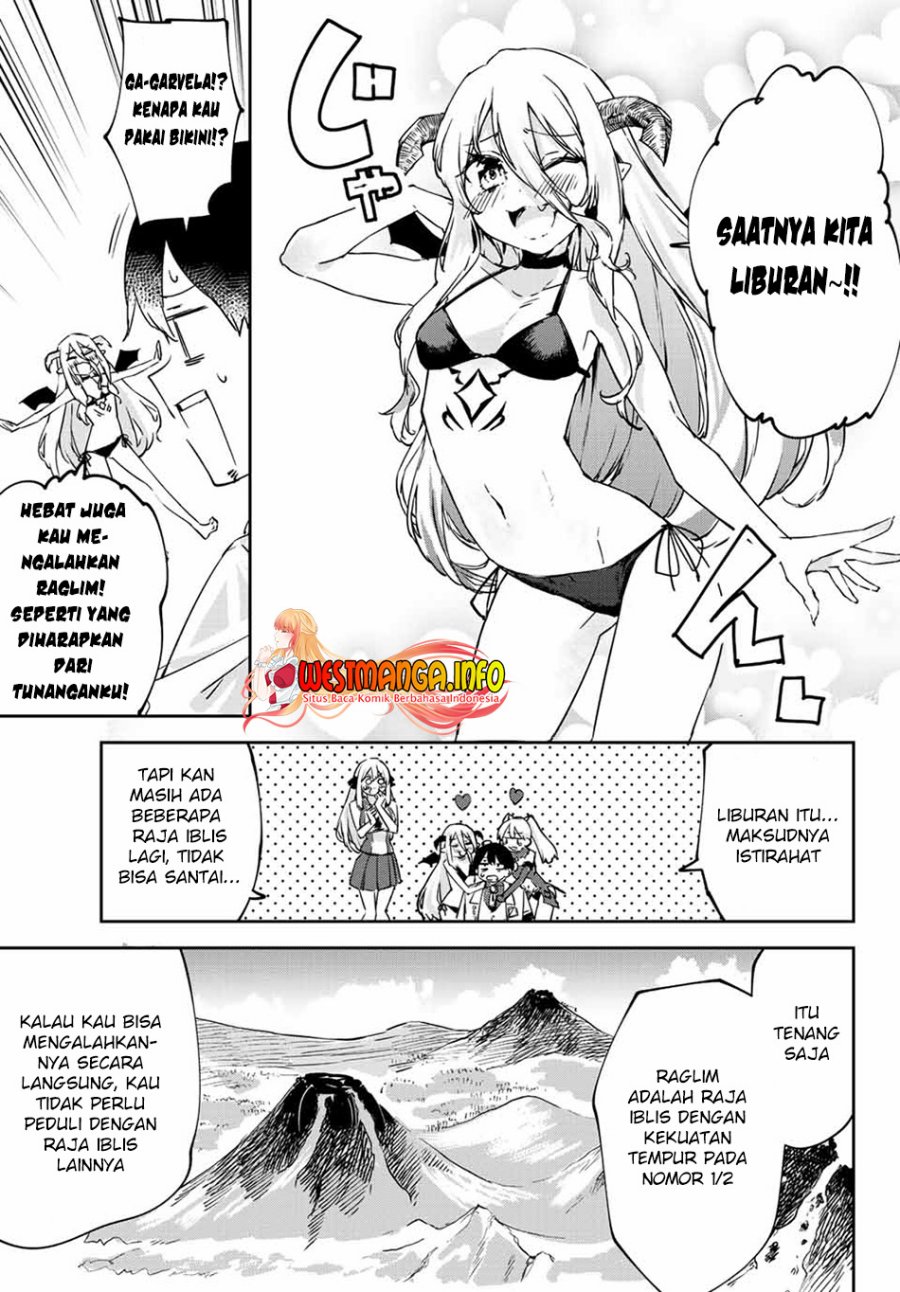 SAATNYA KITA
LIBURAN~!!
じゃ
ん
GA-GARVELA!?
KENAPA KAU
PAKAI BIKINI!?
HEBAT JUGA
KAU ME-
NGALAHKAN
RAGLIM!
SEPERTI YANG
DIHARAPKAN
DARI
TUNANGANKU!
WESTMANGA.INFO
Situs Baca Komik Berbahasa Indonesia
LIBURAN ITU...
MAKSUDNYA
ISTIRAHAT
TAPI KAN
MASIH ADA
BEBERAPA
RAJA IBLIS
LAGI, TIDAK
BISA SANTAI...
ITU
TENANG
SAJA
RAGLIM
ADALAH RAJA
IBLIS DENGAN
KEKUATAN
TEMPUR PADA
NOMOR 1/2
KALAU KAU BISA
MENGALAHKAN-
NYA SECARA
LANGSUNG, KAU
TIDAK PERLU
PEDULI DENGAN
RAJA IBLIS
LAINNYA